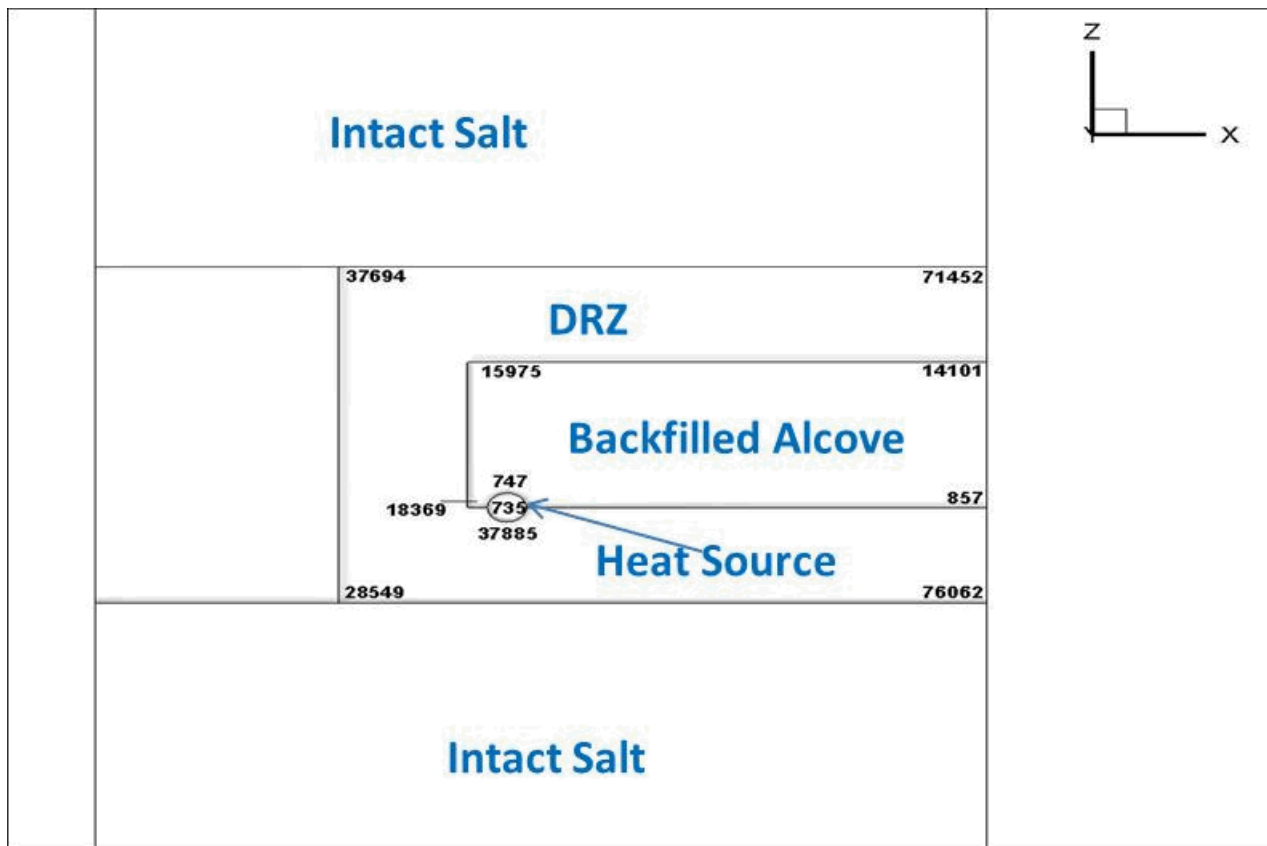 Z
X
Y
Intact Salt
37694
71452
DRZ
15975
14101
Backfilled Alcove
747
857
18369
735
37885
Heat Source
28549
76062
Intact Salt